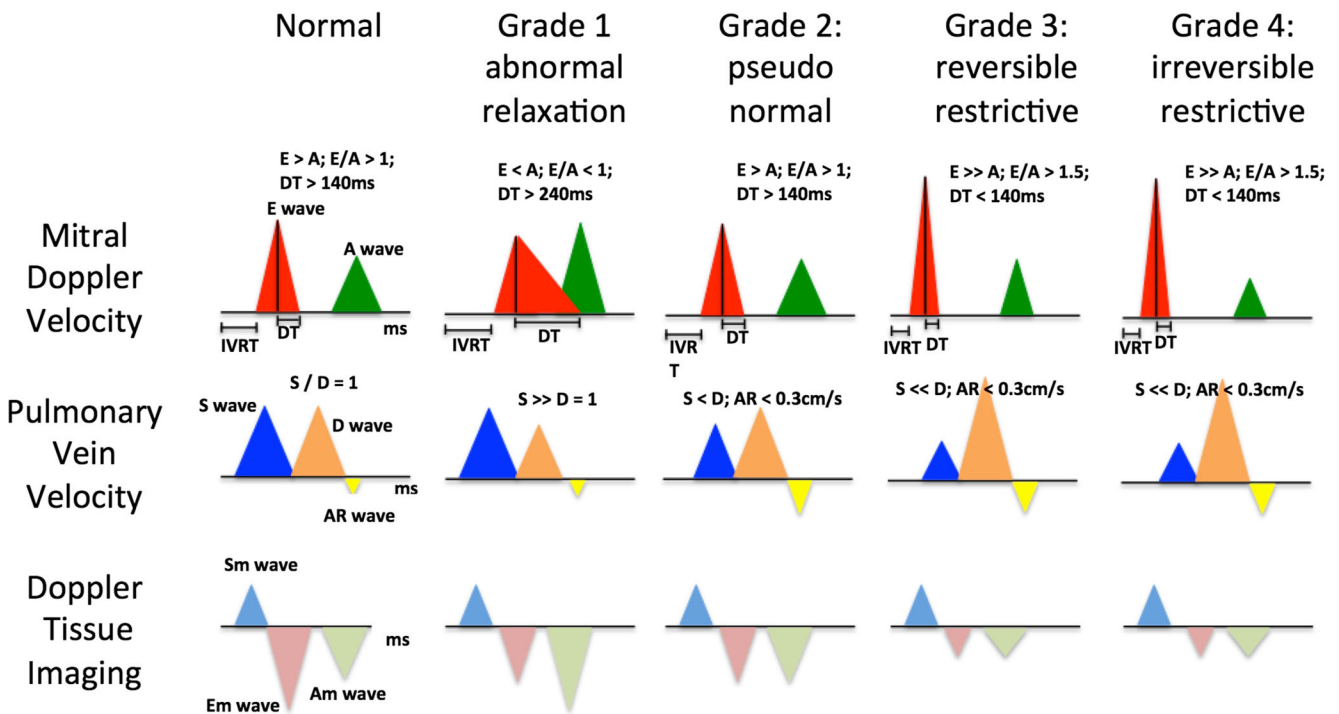 Normal
Grade 1
abnormal
relaxation
Grade 2:
pseudo
normal
Grade 3:
reversible
restrictive
Grade 4:
irreversible
restrictive
Mitral
Doppler
Velocity
E > A; E/A > 1;
DT > 140ms
E wave
A wave
IVRT
DT
ms
E < A; E/A < 1;
DT > 240ms
IVRT
DT
E > A; E/A > 1;
DT > 140ms
IVR
T
DT
E >> A; E/A > 1.5;
DT < 140ms
IVRT
DT
E >> A; E/A > 1.5;
DT < 140ms
IVRT
DT
Pulmonary
Vein
Velocity
S / D = 1
S wave
D wave
ms
AR wave
S >> D = 1
S < D; AR < 0.3cm/s
S << D; AR < 0.3cm/s
S << D; AR < 0.3cm/s
Doppler
Tissue
Imaging
Sm wave
ms
Am wave
Em wave